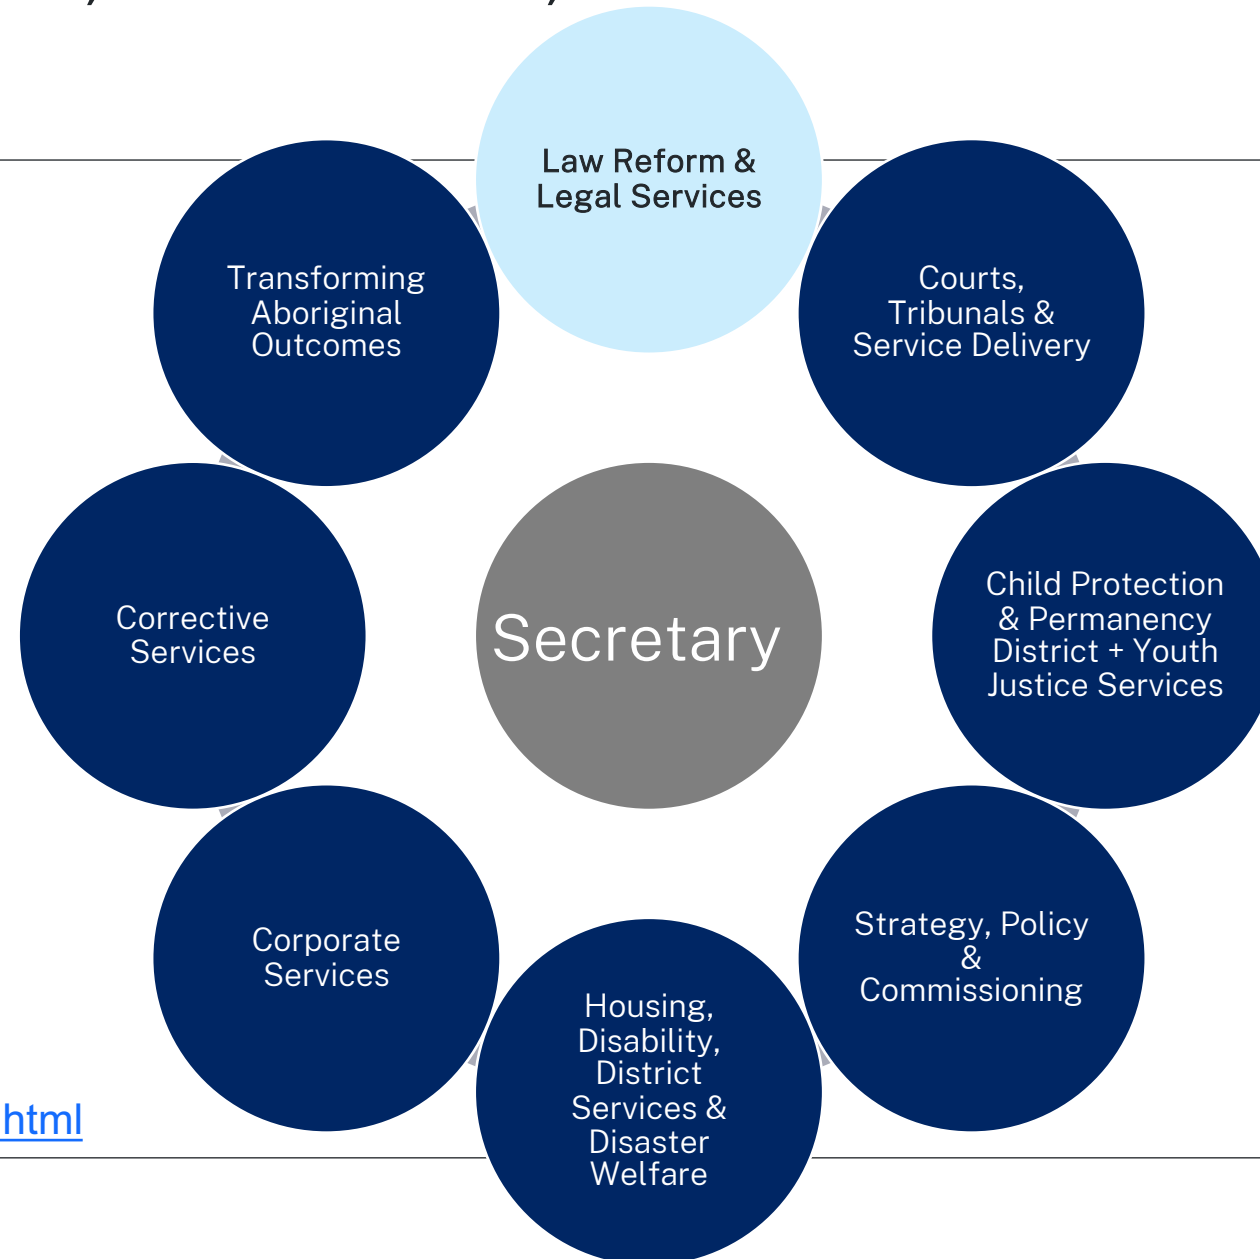 Law Reform &
Legal Services
Transforming
Aboriginal
Outcomes
Courts,
Tribunals &
Service Delivery
Corrective
Services
Secretary
Child Protection
& Permanency
District + Youth
Justice Services
Corporate
Services
Strategy, Policy
&
Commissioning
Housing,
Disability,
District
Services &
Disaster
Welfare
html